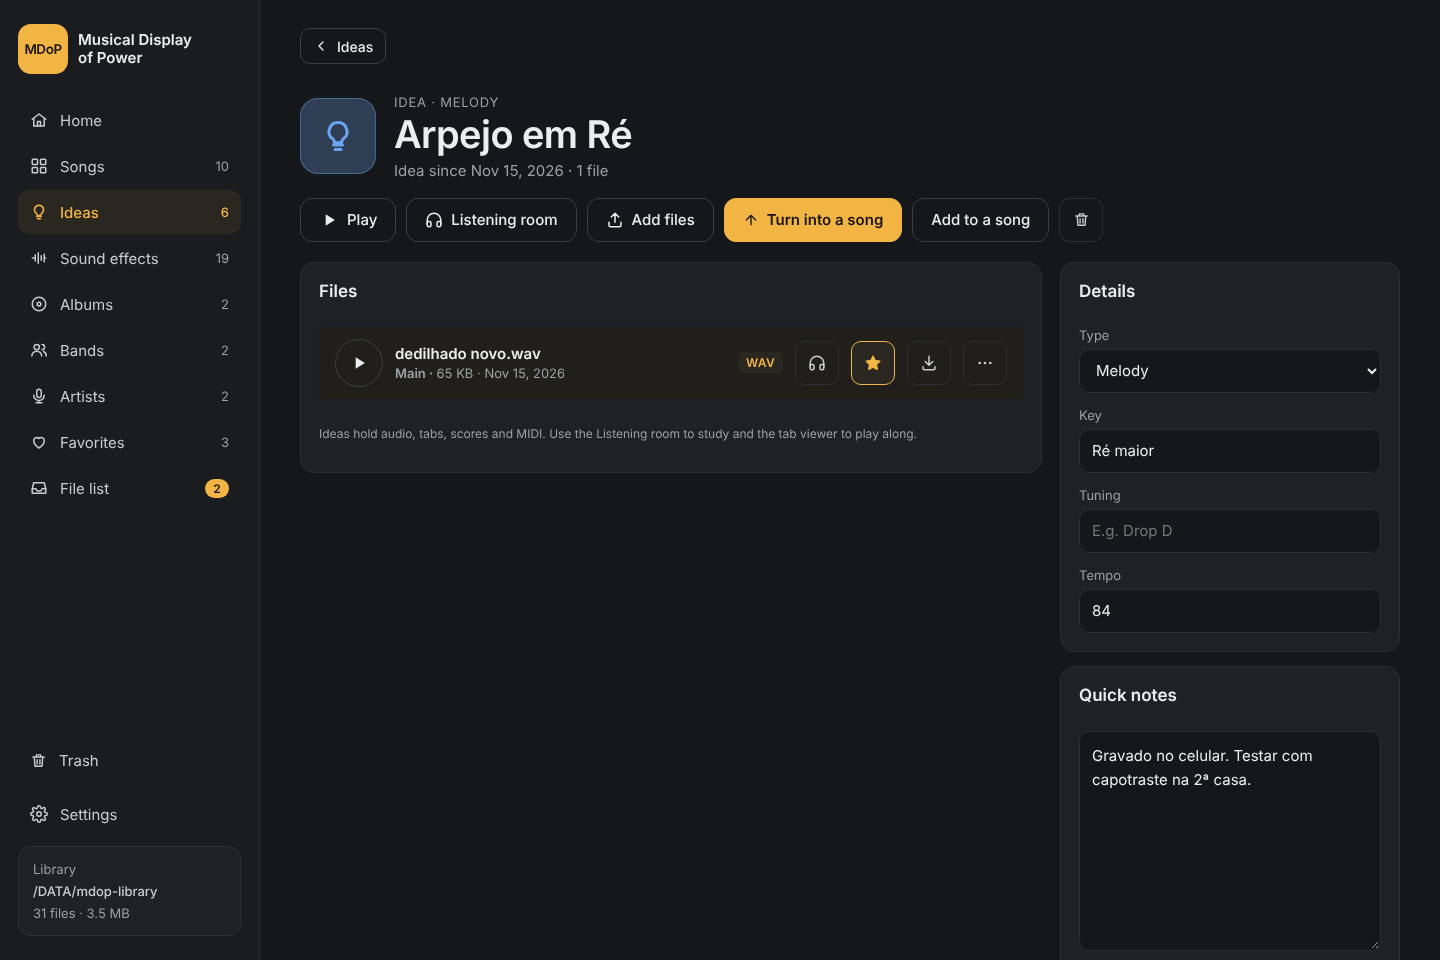 MDoP
Musical Display
of Power
Home
Songs 10
Ideas 6
Sound effects 19
Albums 2
Bands 2
Artists 2
Favorites 3
File list 2
Trash
Settings
Library
/DATA/mdop-library
31 files · 3.5 MB
Ideas
IDEA · MELODY
Arpejo em Ré
Idea since Nov 15, 2026 · 1 file
Play
Listening room
Add files
Turn into a song
Add to a song
Files
dedilhado novo.wav
Main · 65 KB · Nov 15, 2026
WAV
Ideas hold audio, tabs, scores and MIDI. Use the Listening room to study and the tab viewer to play along.
Details
Type
Melody
Key
Ré maior
Tuning
E.g. Drop D
Tempo
84
Quick notes
Gravado no celular. Testar com
capotraste na 2ª casa.